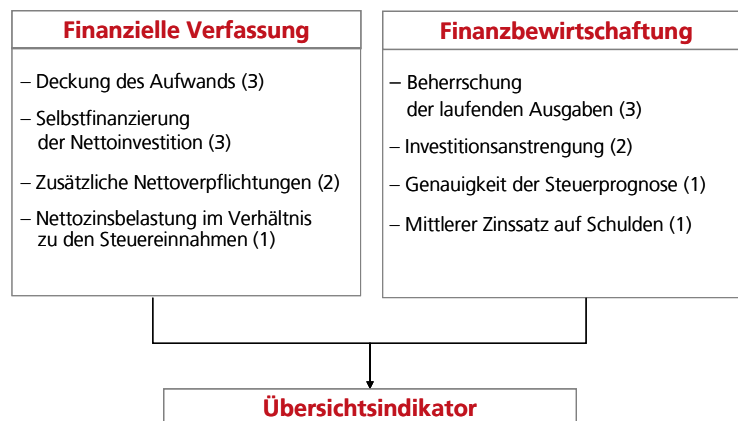 Finanzielle Verfassung
– Deckung des Aufwands (3)
– Selbstfinanzierung
der Nettoinvestition (3)
– Zusätzliche Nettoverpflichtungen (2)
– Nettozinsbelastung im Verhältnis
zu den Steuereinnahmen (1)
Finanzbewirtschaftung
– Beherrschung
der laufenden Ausgaben (3)
– Investitionsanstrengung (2)
– Genauigkeit der Steuerprognose (1)
– Mittlerer Zinssatz auf Schulden (1)
Übersichtsindikator